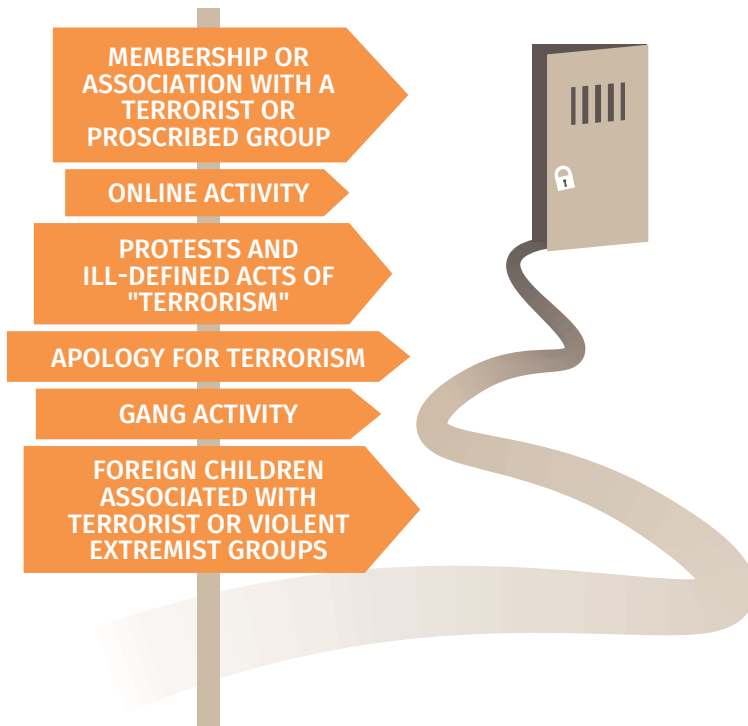 MEMBERSHIP OR
ASSOCIATION WITH A
TERRORIST OR
PROSCRIBED GROUP
ONLINE ACTIVITY
PROTESTS AND
ILL-DEFINED ACTS OF
"TERRORISM"
APOLOGY FOR TERRORISM
GANG ACTIVITY
FOREIGN CHILDREN
ASSOCIATED WITH
TERRORIST OR VIOLENT
EXTREMIST GROUPS